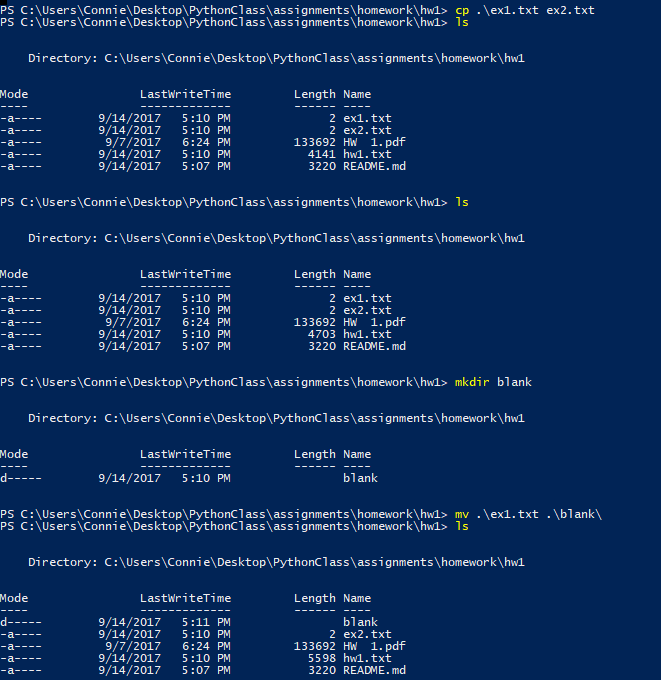 PS C:\Users\Connie\Desktop\PythonClass\assignments\homework\hw1> cp .\ex1.txt ex2.txt
PS C:\Users\Connie\Desktop\PythonClass\assignments\homework\hw1> ls
Directory: C:\Users\Connie\Desktop\PythonClass\assignments\homework\hw1
Mode                LastWriteTime         Length Name
----                -------------         ------ ----
-a----        9/14/2017   5:10 PM              2 ex1.txt
-a----        9/14/2017   5:10 PM              2 ex2.txt
-a----         9/7/2017   6:24 PM         133692 HW  1.pdf
-a----        9/14/2017   5:10 PM           4141 hw1.txt
-a----        9/14/2017   5:07 PM           3220 README.md
PS C:\Users\Connie\Desktop\PythonClass\assignments\homework\hw1> ls
Directory: C:\Users\Connie\Desktop\PythonClass\assignments\homework\hw1
Mode                LastWriteTime         Length Name
----                -------------         ------ ----
-a----        9/14/2017   5:10 PM              2 ex1.txt
-a----        9/14/2017   5:10 PM              2 ex2.txt
-a----         9/7/2017   6:24 PM         133692 HW  1.pdf
-a----        9/14/2017   5:10 PM           4703 hw1.txt
-a----        9/14/2017   5:07 PM           3220 README.md
PS C:\Users\Connie\Desktop\PythonClass\assignments\homework\hw1> mkdir blank
Directory: C:\Users\Connie\Desktop\PythonClass\assignments\homework\hw1
Mode                LastWriteTime         Length Name
----                -------------         ------ ----
d-----        9/14/2017   5:10 PM                blank
PS C:\Users\Connie\Desktop\PythonClass\assignments\homework\hw1> mv .\ex1.txt .\blank\
PS C:\Users\Connie\Desktop\PythonClass\assignments\homework\hw1> ls
Directory: C:\Users\Connie\Desktop\PythonClass\assignments\homework\hw1
Mode                LastWriteTime         Length Name
----                -------------         ------ ----
d-----        9/14/2017   5:11 PM                blank
-a----        9/14/2017   5:10 PM              2 ex2.txt
-a----         9/7/2017   6:24 PM         133692 HW  1.pdf
-a----        9/14/2017   5:10 PM           5598 hw1.txt
-a----        9/14/2017   5:07 PM           3220 README.md